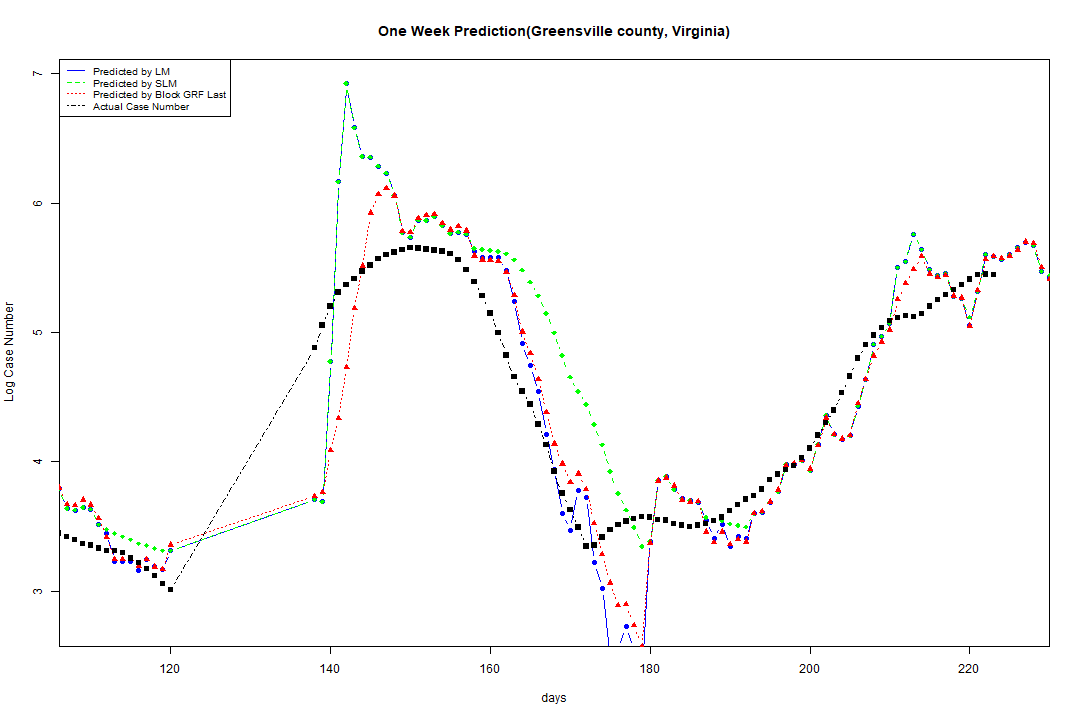 One Week Prediction(Greensville county, Virginia)
Predicted by LM
Predicted by SLM
Predicted by Block GRF Last
Actual Case Number
Log Case Number
7
6
5
4
3
120 140 160 180 200 220
days